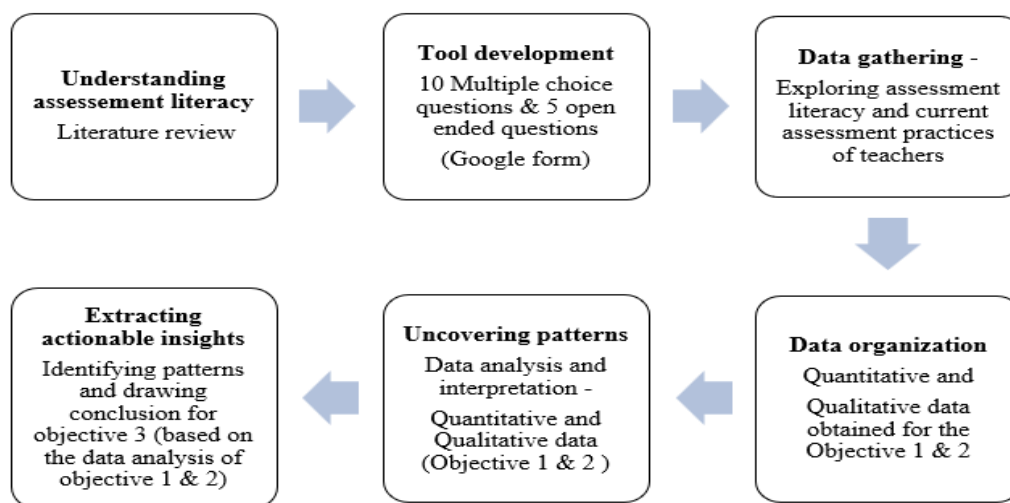 Understanding
assessement literacy
Literature review
Tool development
10 Multiple choice
questions & 5 open
ended questions
(Google form)
Data gathering -
Exploring assessment
literacy and current
assessment practices
of teachers
Data organization
Quantitative and
Qualitative data
obtained for the
Objective 1 & 2
Uncovering patterns
Data analysis and
interpretation -
Quantitative and
Qualitative data
(Objective 1 & 2 )
Extracting
actionable insights
Identifying patterns
and drawing
conclusion for
objective 3 (based on
the data analysis of
objective 1 & 2)